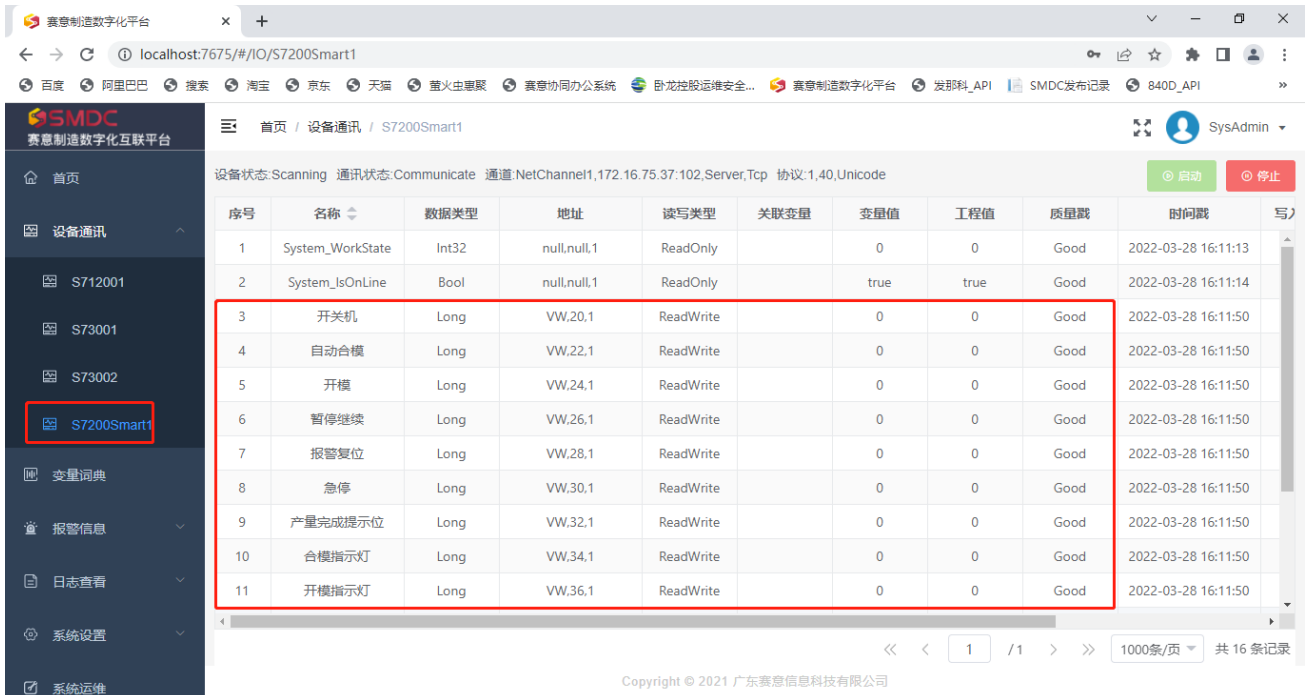 赛意制造数字化平台
localhost:7675/#/IO/S7200Smart1
百度 阿里巴巴 搜索 淘宝 京东 天猫 萤火虫惠聚 赛意协同办公系统 卧龙控股运维安全... 赛意制造数字化平台 发那科_API SMDC发布记录 840D_API »
SMDC
赛意制造数字化互联平台
首页 / 设备通讯 / S7200Smart1
SysAdmin
首页
设备通讯
S712001
S73001
S73002
S7200Smart1
变量词典
报警信息
日志查看
系统设置
系统运维
设备状态:Scanning 通讯状态:Communicate 通道:NetChannel1,172.16.75.37:102,Server,Tcp 协议:1,40,Unicode
启动 停止
序号 名称 数据类型 地址 读写类型 关联变量 变量值 工程值 质量戳 时间戳
1 System_WorkState Int32 null,null,1 ReadOnly 0 0 Good 2022-03-28 16:11:13
2 System_IsOnLine Bool null,null,1 ReadOnly true true Good 2022-03-28 16:11:14
3 开关机 Long VW,20,1 ReadWrite 0 0 Good 2022-03-28 16:11:50
4 自动合模 Long VW,22,1 ReadWrite 0 0 Good 2022-03-28 16:11:50
5 开模 Long VW,24,1 ReadWrite 0 0 Good 2022-03-28 16:11:50
6 暂停继续 Long VW,26,1 ReadWrite 0 0 Good 2022-03-28 16:11:50
7 报警复位 Long VW,28,1 ReadWrite 0 0 Good 2022-03-28 16:11:50
8 急停 Long VW,30,1 ReadWrite 0 0 Good 2022-03-28 16:11:50
9 产量完成提示位 Long VW,32,1 ReadWrite 0 0 Good 2022-03-28 16:11:50
10 合模指示灯 Long VW,34,1 ReadWrite 0 0 Good 2022-03-28 16:11:50
11 开模指示灯 Long VW,36,1 ReadWrite 0 0 Good 2022-03-28 16:11:50
1 / 1 1000条/页 共 16 条记录
Copyright © 2021 广东赛意信息科技有限公司